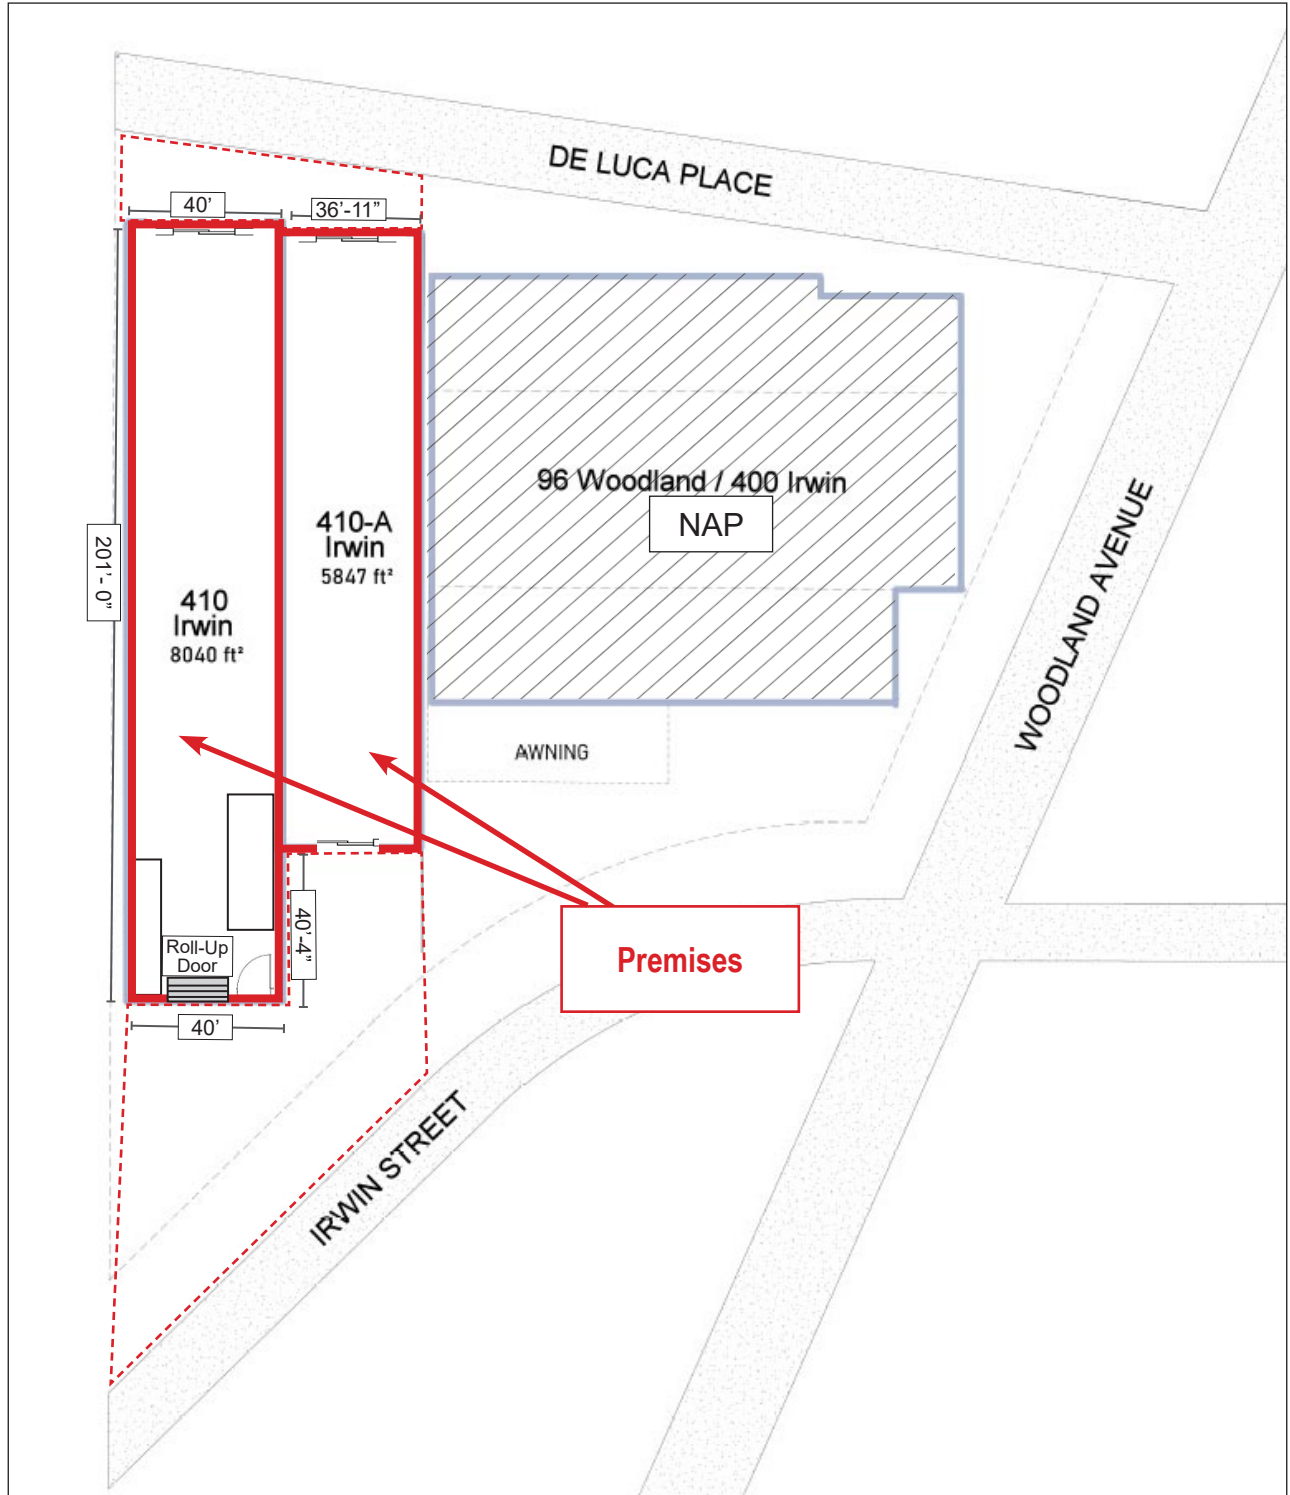 DE LUCA PLACE
40'
36'-11"
96 Woodland / 400 Irwin
NAP
410-A
Irwin
5847 ft²
201'- 0"
410
Irwin
8040 ft²
WOODLAND AVENUE
AWNING
Roll-Up
Door
40'-4"
Premises
40'
IRWIN STREET